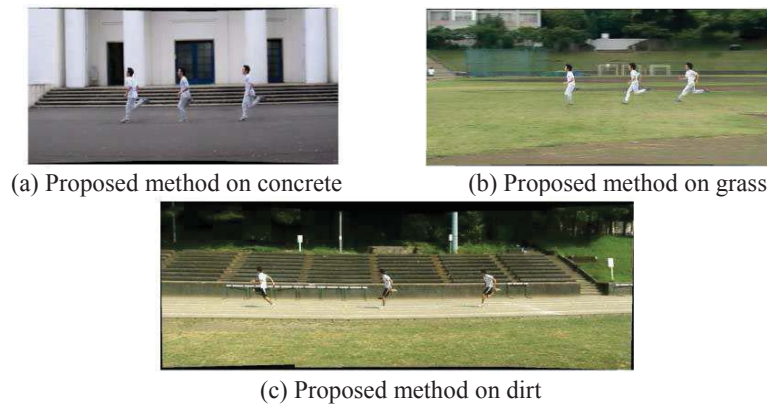 (a) Proposed method on concrete
(b) Proposed method on grass
(c) Proposed method on dirt